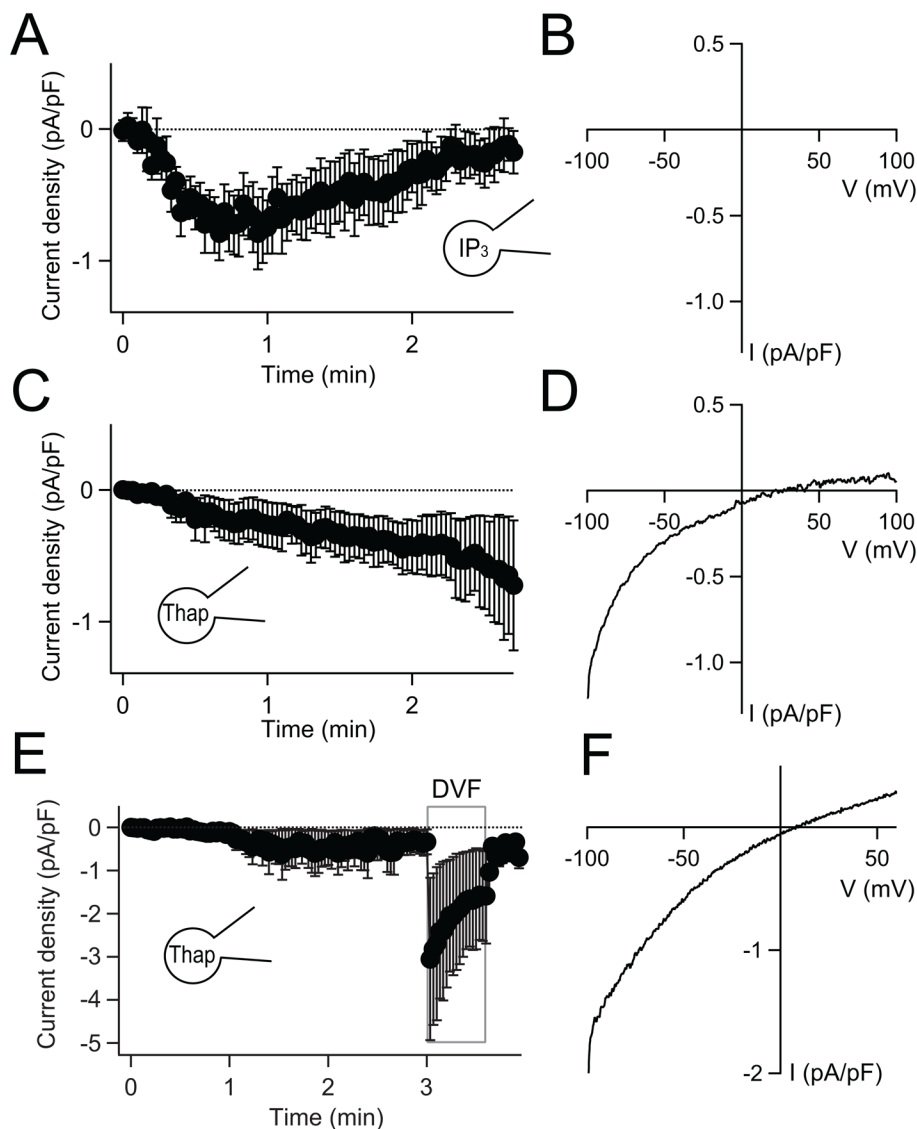 A
Current density (pA/pF)
0
-1
0
1
2
Time (min)
IP3
B
0.5
-100
50
100
V (mV)
-0.5
-1.0
I (pA/pF)
C
Current density (pA/pF)
0
-1
Thap
0
1
2
Time (min)
D
0.5
-100
-50
50
100
V (mV)
-0.5
-1.0
I (pA/pF)
E
DVF
Current density (pA/pF)
0
-1
-2
-3
-4
-5
Thap
0
1
2
3
Time (min)
F
-100
-50
50
V (mV)
-1
-2
I (pA/pF)